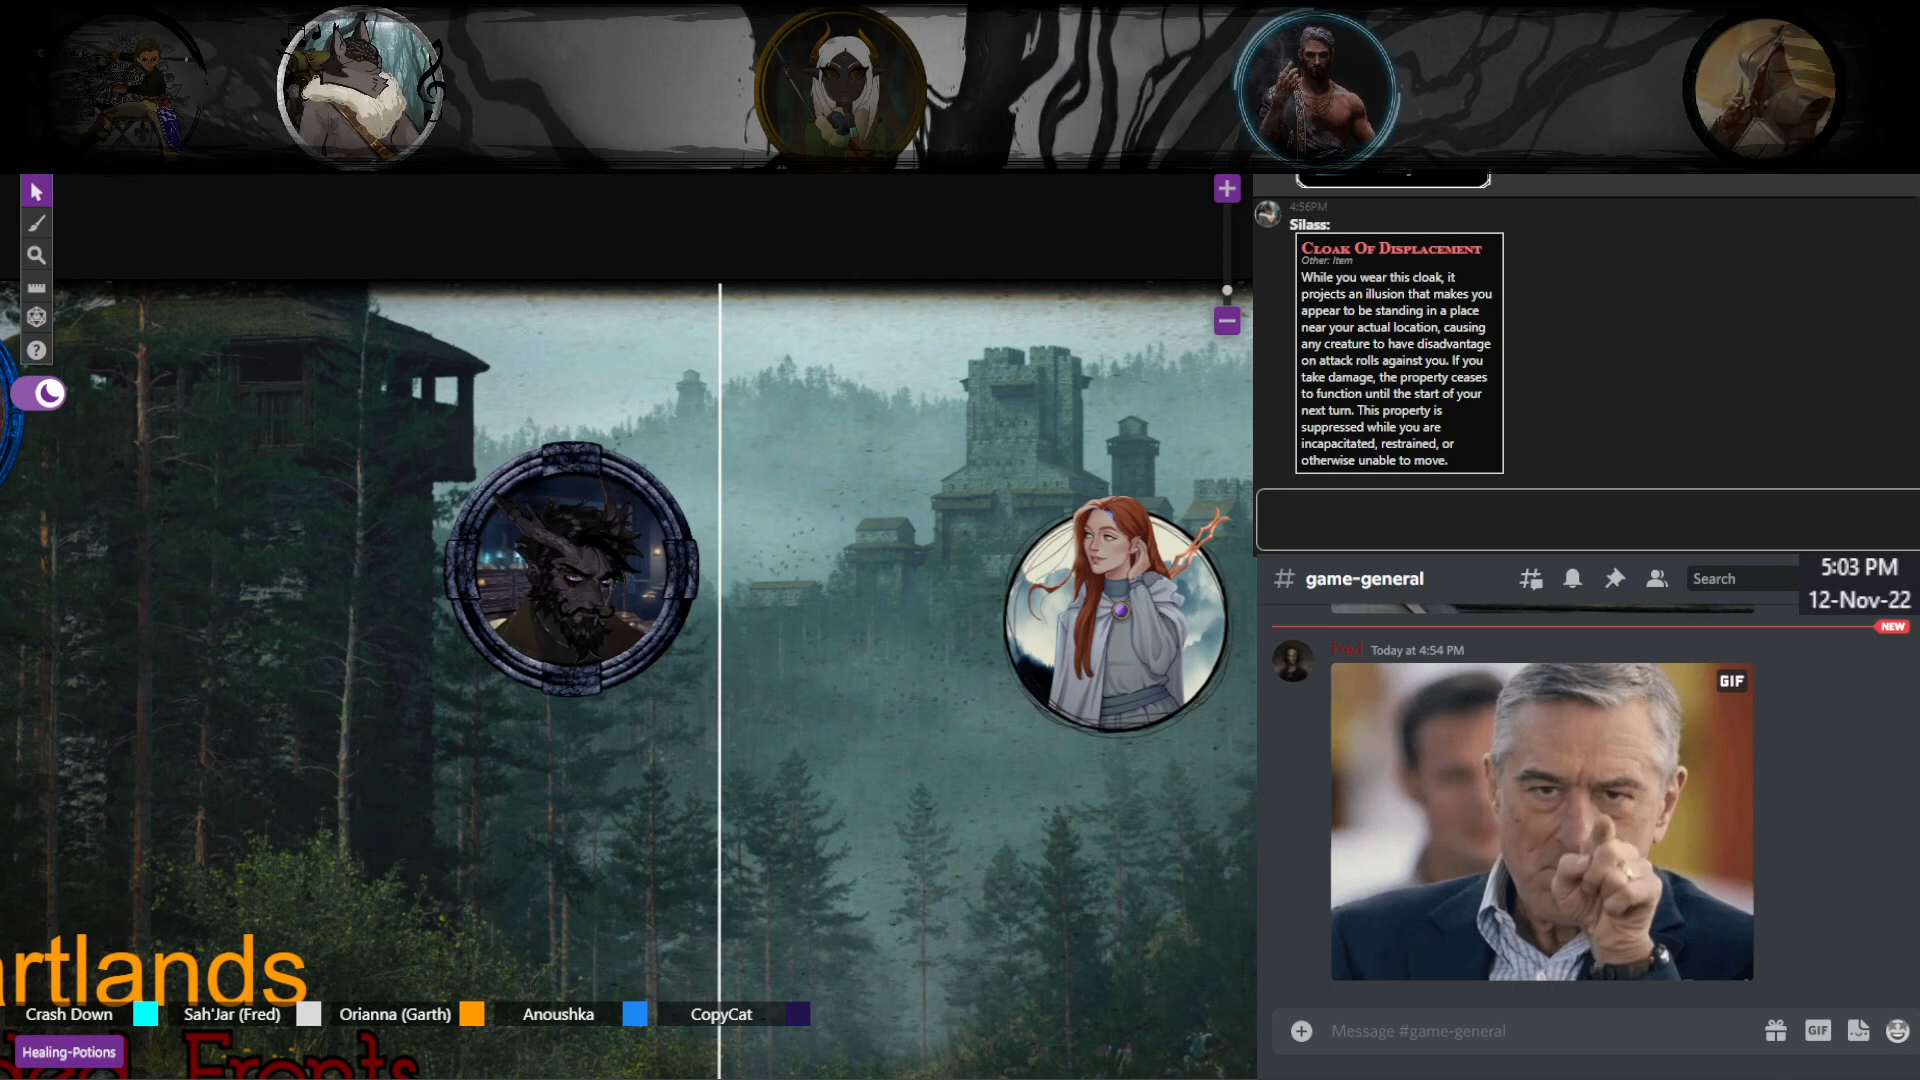 4:56PM
Silass:
Cloak Of Displacement
Other: Item
While you wear this cloak, it
projects an illusion that makes you
appear to be standing in a place
near your actual location, causing
any creature to have disadvantage
on attack rolls against you. If you
take damage, the property ceases
to function until the start of your
next turn. This property is
suppressed while you are
incapacitated, restrained, or
otherwise unable to move.
# game-general
Search
5:03 PM
12-Nov-22
NEW
Fred Today at 4:54 PM
GIF
artlands
Crash Down
Sah'Jar (Fred)
Orianna (Garth)
Anoushka
CopyCat
Healing-Potions
Fronts
Message #game-general
GIF